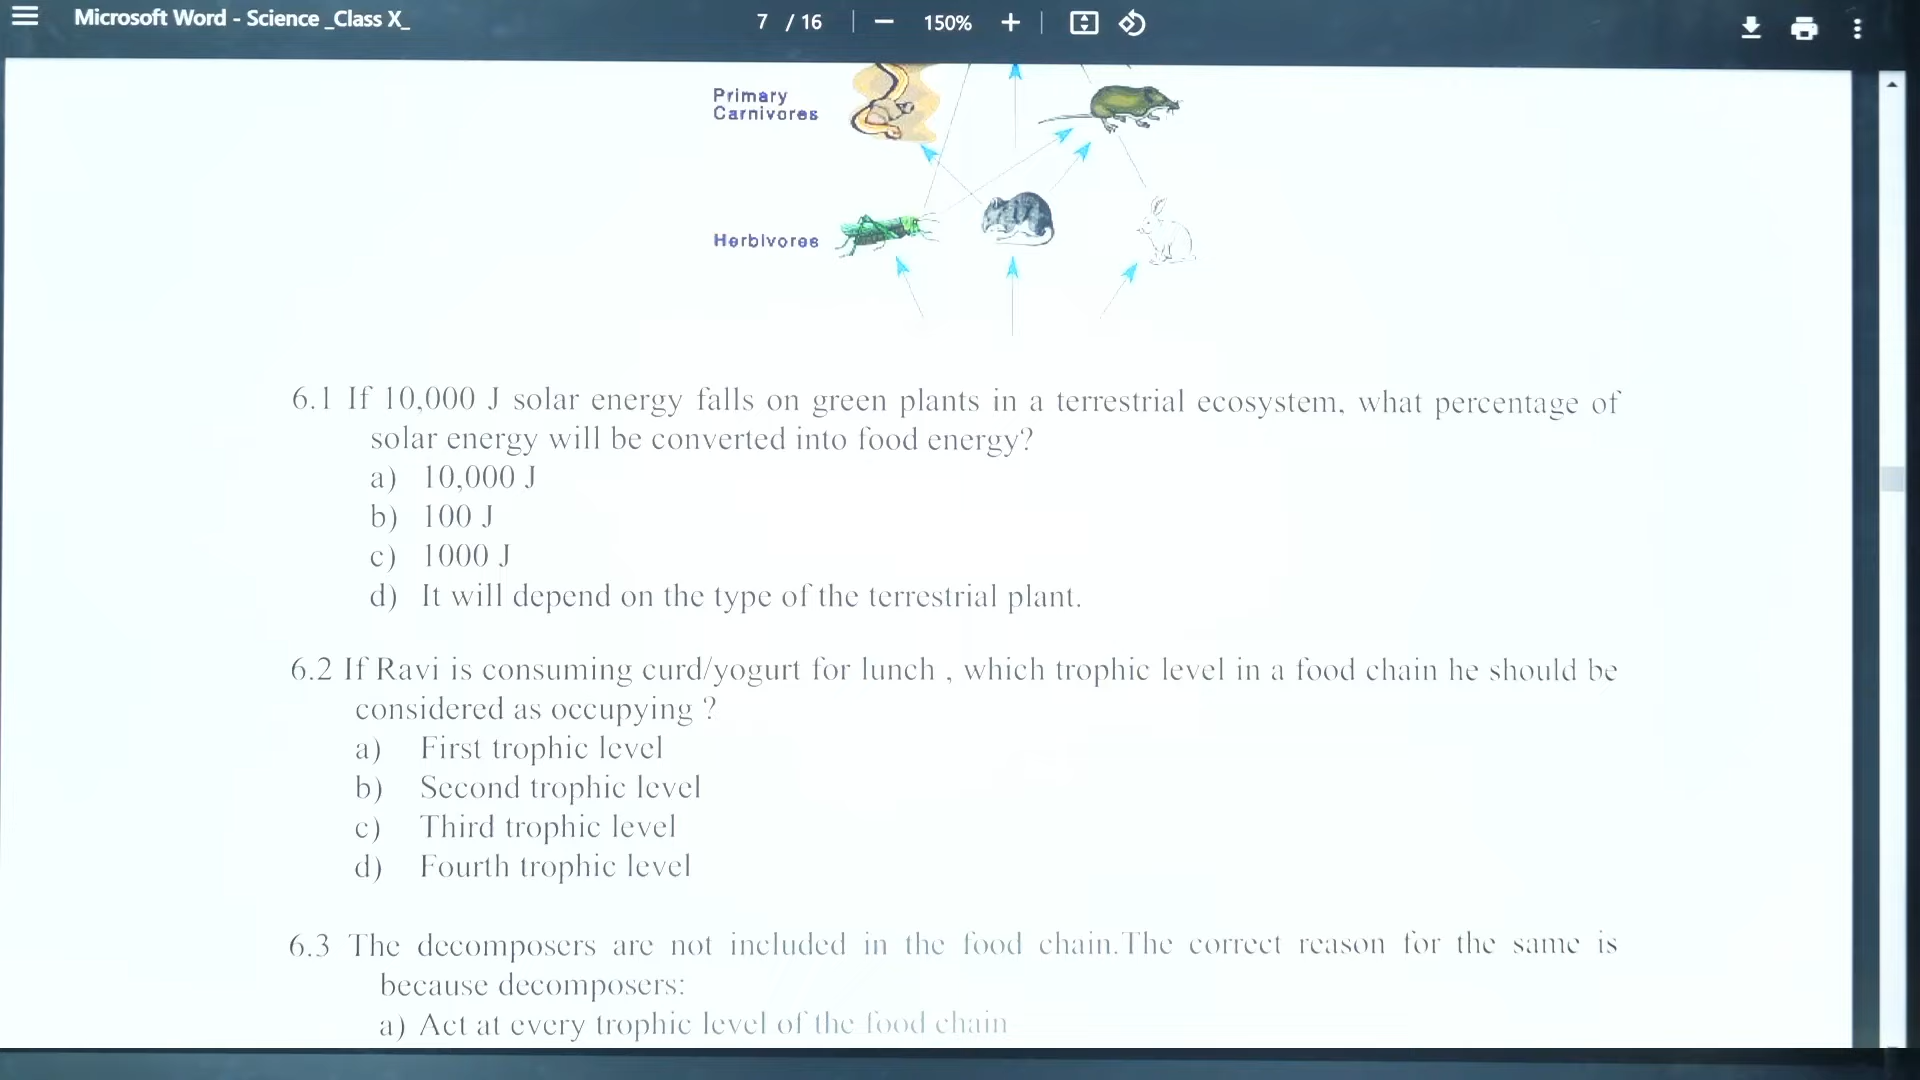 Microsoft Word - Science _Class X_
7 / 16 150%
Primary
Carnivores
Herbivores
6.1 If 10,000 J solar energy falls on green plants in a terrestrial ecosystem, what percentage of
solar energy will be converted into food energy?
a) 10,000 J
b) 100 J
c) 1000 J
d) It will depend on the type of the terrestrial plant.
6.2 If Ravi is consuming curd/yogurt for lunch , which trophic level in a food chain he should be
considered as occupying ?
a) First trophic level
b) Second trophic level
c) Third trophic level
d) Fourth trophic level
6.3 The decomposers are not included in the food chain.The correct reason for the same is
because decomposers:
a) Act at every trophic level of the food chain